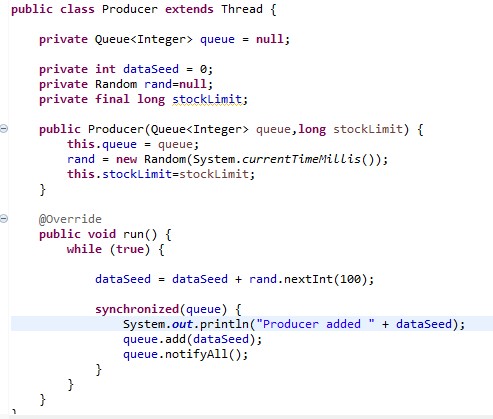 public class Producer extends Thread {
private Queue<Integer> queue = null;
private int dataSeed = 0;
private Random rand=null;
private final long stockLimit;
public Producer(Queue<Integer> queue,long stockLimit) {
this.queue = queue;
rand = new Random(System.currentTimeMillis());
this.stockLimit=stockLimit;
}
@Override
public void run() {
while (true) {
dataSeed = dataSeed + rand.nextInt(100);
synchronized(queue) {
System.out.println("Producer added " + dataSeed);
queue.add(dataSeed);
queue.notifyAll();
}
}
}
}